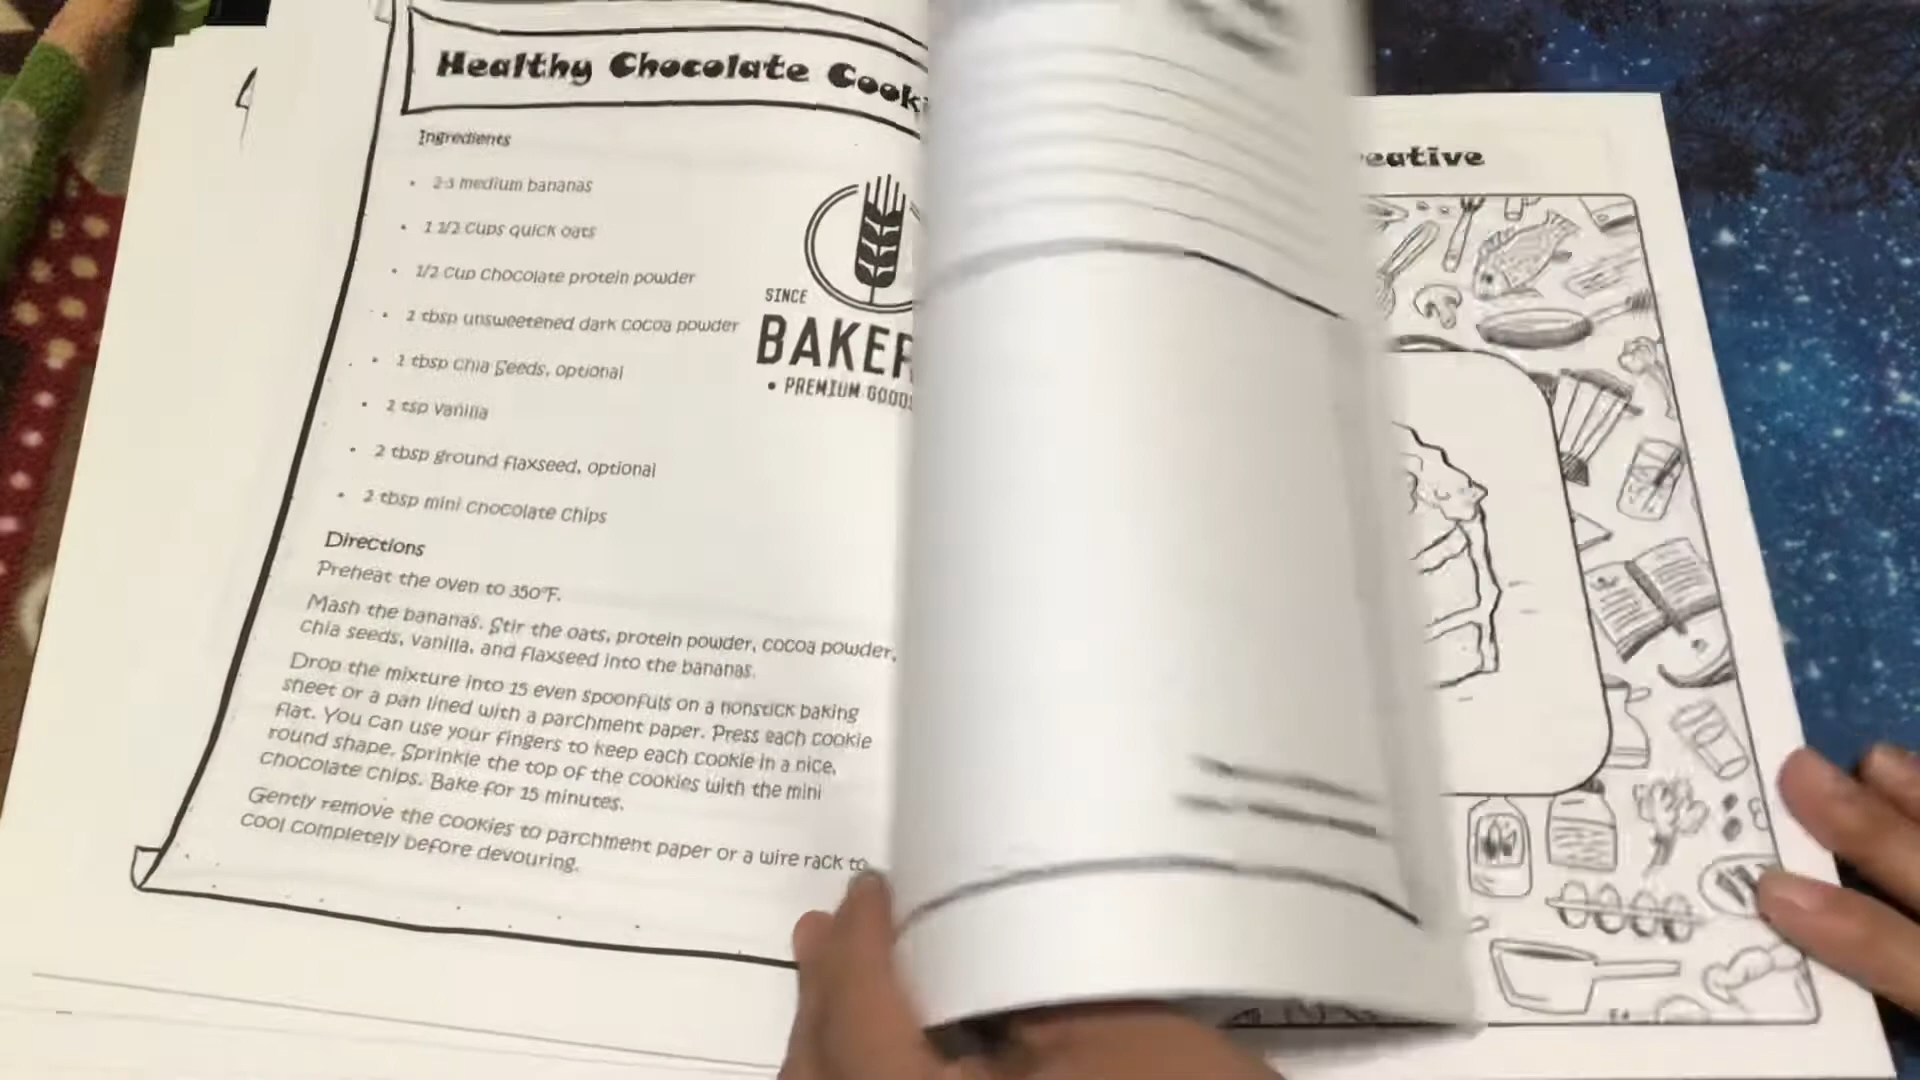 Healthy Chocolate Cook
Ingredients
2-3 medium bananas
1 1/2 cups quick oats
1/2 cup chocolate protein powder
2 tbsp unsweetened dark cocoa powder
1 tbsp chia seeds, optional
1 tsp vanilla
2 tbsp ground flaxseed, optional
2 tbsp mini chocolate chips
SINCE
BAKER
• PREMIUM GOODS
Directions
Preheat the oven to 350°F.
Mash the bananas. Stir the oats, protein powder, cocoa powder,
chia seeds, vanilla, and flaxseed into the bananas.
Drop the mixture into 15 even spoonfuls on a nonstick baking
sheet or a pan lined with a parchment paper. Press each cookie
flat. You can use your fingers to keep each cookie in a nice,
round shape. Sprinkle the top of the cookies with the mini
chocolate chips. Bake for 15 minutes.
Gently remove the cookies to parchment paper or a wire rack to
cool completely before devouring.
eative